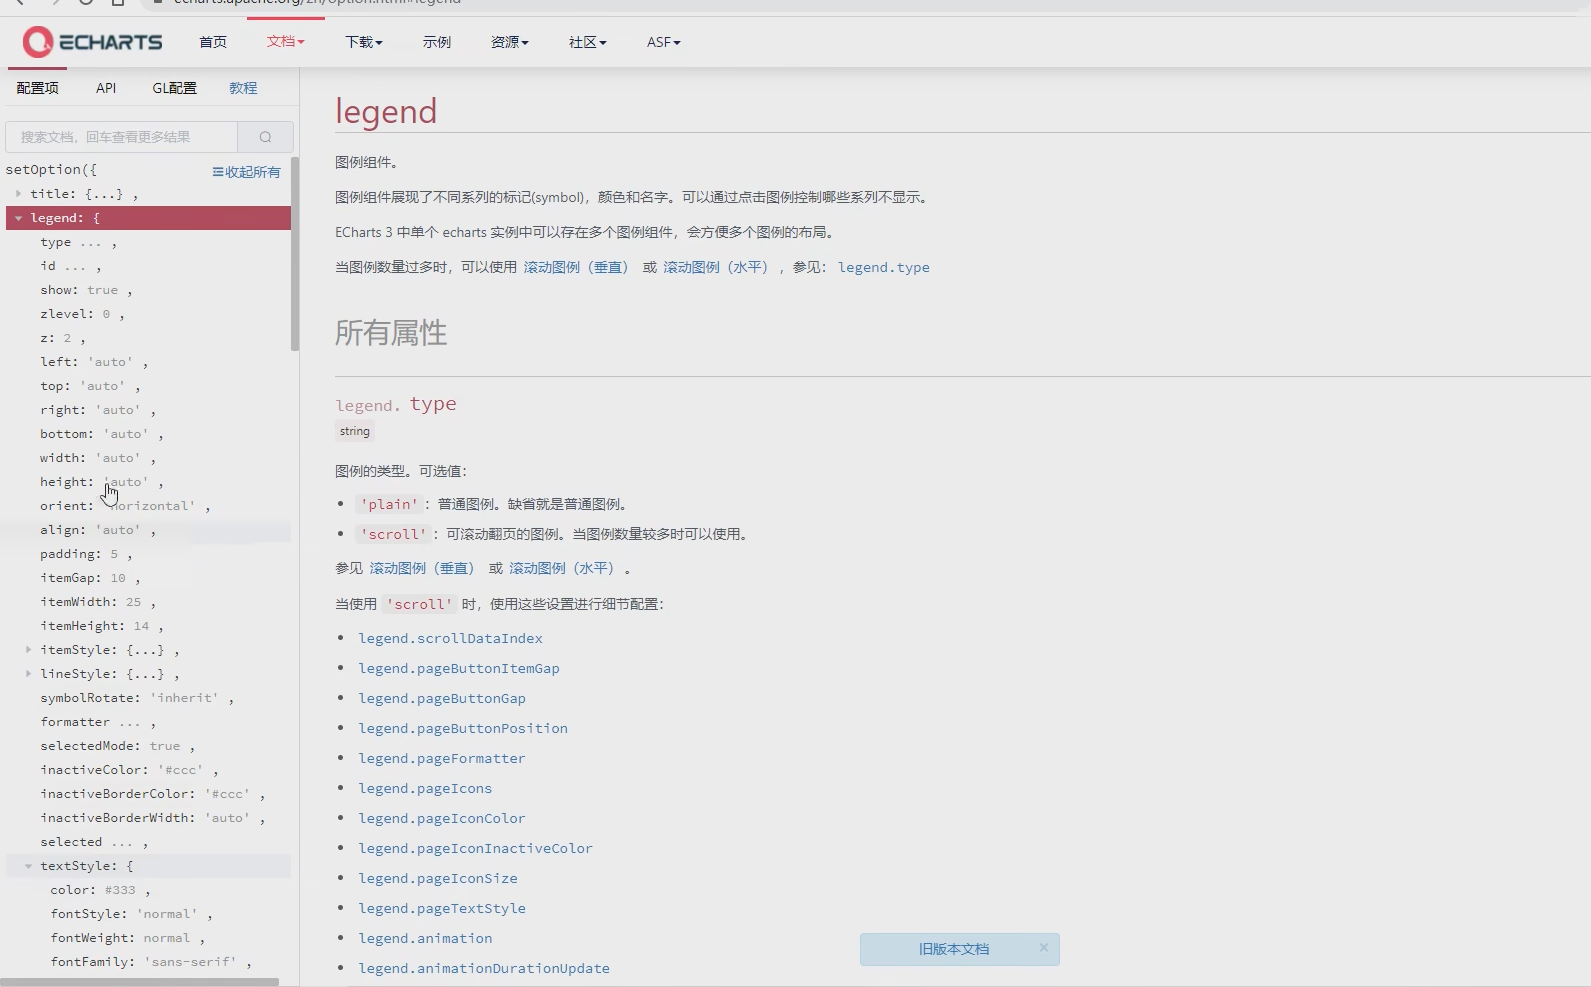 echarts.apache.org/zh/option.html#legend
ECHARTS
首页
文档
下载
示例
资源
社区
ASF
配置项
API
GL配置
教程
搜索文档，回车查看更多结果
setOption({
收起所有
title: {...} ,
legend: {
type ... ,
id ... ,
show: true ,
zlevel: 0 ,
z: 2 ,
left: 'auto' ,
top: 'auto' ,
right: 'auto' ,
bottom: 'auto' ,
width: 'auto' ,
height: 'auto' ,
orient: 'horizontal' ,
align: 'auto' ,
padding: 5 ,
itemGap: 10 ,
itemWidth: 25 ,
itemHeight: 14 ,
itemStyle: {...} ,
lineStyle: {...} ,
symbolRotate: 'inherit' ,
formatter ... ,
selectedMode: true ,
inactiveColor: '#ccc' ,
inactiveBorderColor: '#ccc' ,
inactiveBorderWidth: 'auto' ,
selected ... ,
textStyle: {
color: #333 ,
fontStyle: 'normal' ,
fontWeight: normal ,
fontFamily: 'sans-serif' ,
legend
图例组件。
图例组件展现了不同系列的标记(symbol)，颜色和名字。可以通过点击图例控制哪些系列不显示。
ECharts 3 中单个 echarts 实例中可以存在多个图例组件，会方便多个图例的布局。
当图例数量过多时，可以使用 滚动图例（垂直） 或 滚动图例（水平） ，参见： legend.type
所有属性
legend. type
string
图例的类型。可选值：
'plain' ：普通图例。缺省就是普通图例。
'scroll' ：可滚动翻页的图例。当图例数量较多时可以使用。
参见 滚动图例（垂直） 或 滚动图例（水平） 。
当使用 'scroll' 时，使用这些设置进行细节配置：
legend.scrollDataIndex
legend.pageButtonItemGap
legend.pageButtonGap
legend.pageButtonPosition
legend.pageFormatter
legend.pageIcons
legend.pageIconColor
legend.pageIconInactiveColor
legend.pageIconSize
legend.pageTextStyle
legend.animation
legend.animationDurationUpdate
旧版本文档